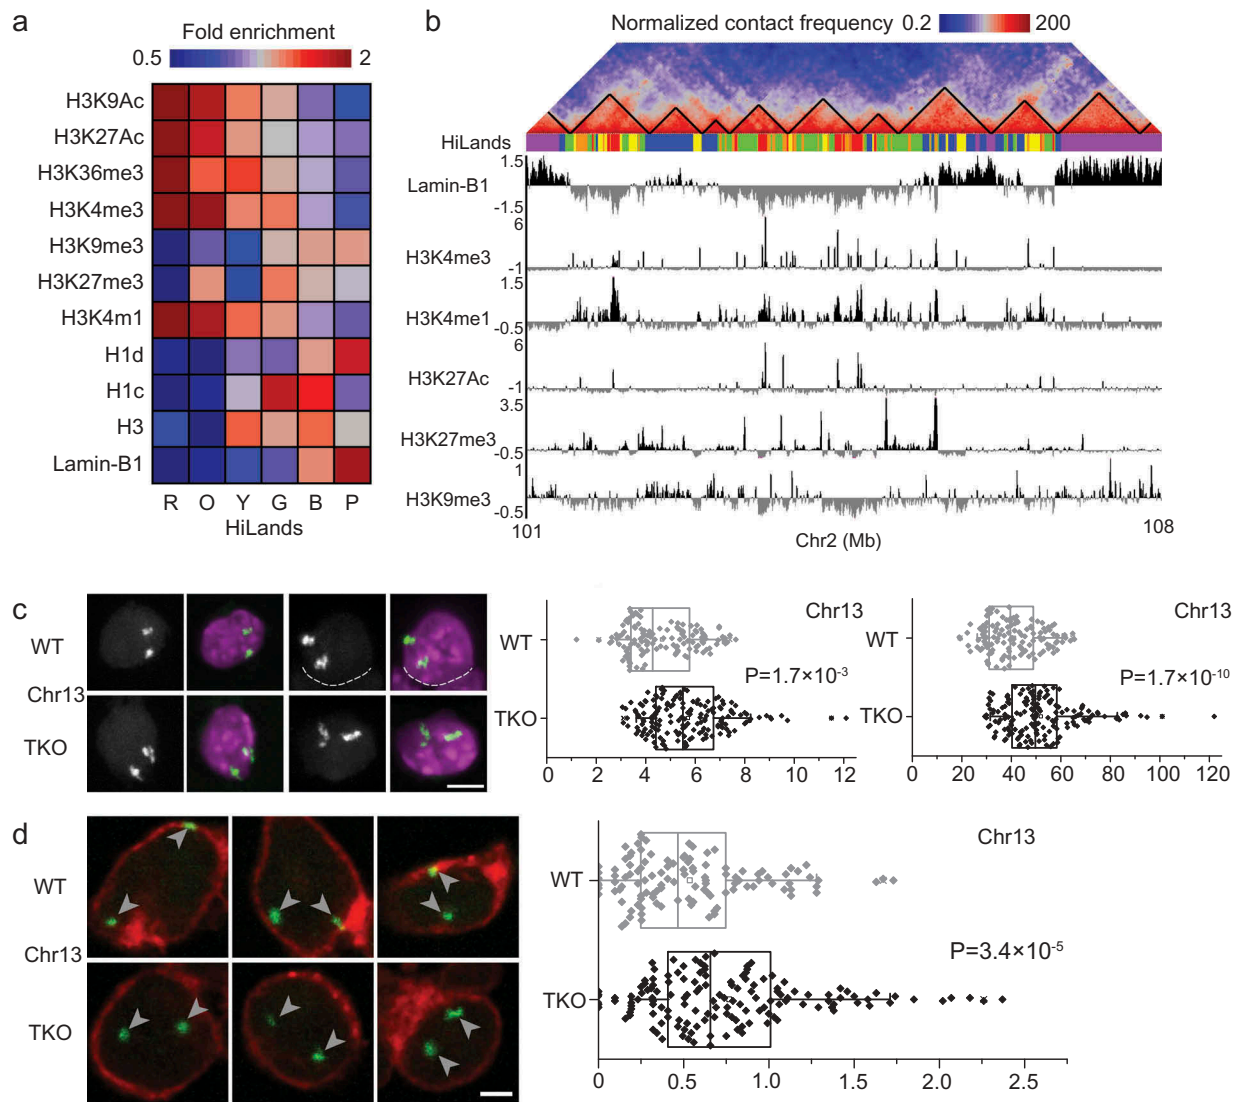 a
Fold enrichment
0.5 2
H3K9Ac
H3K27Ac
H3K36me3
H3K4me3
H3K9me3
H3K27me3
H3K4m1
H1d
H1c
H3
Lamin-B1
R O Y G B P
HiLands
b
Normalized contact frequency 0.2 200
HiLands
1.5
Lamin-B1
-1.5
6
H3K4me3
-1
1.5
H3K4me1
-0.5
6
H3K27Ac
-1
3.5
H3K27me3
-0.5
1
H3K9me3
-0.5
101 108
Chr2 (Mb)
c
WT
Chr13
TKO
Chr13
WT
P=1.7×10-3
TKO
0 2 4 6 8 10 12
Chr13
WT
P=1.7×10-10
TKO
0 20 40 60 80 100 120
d
WT
Chr13
TKO
Chr13
WT
P=3.4×10-5
TKO
0 0.5 1.0 1.5 2.0 2.5